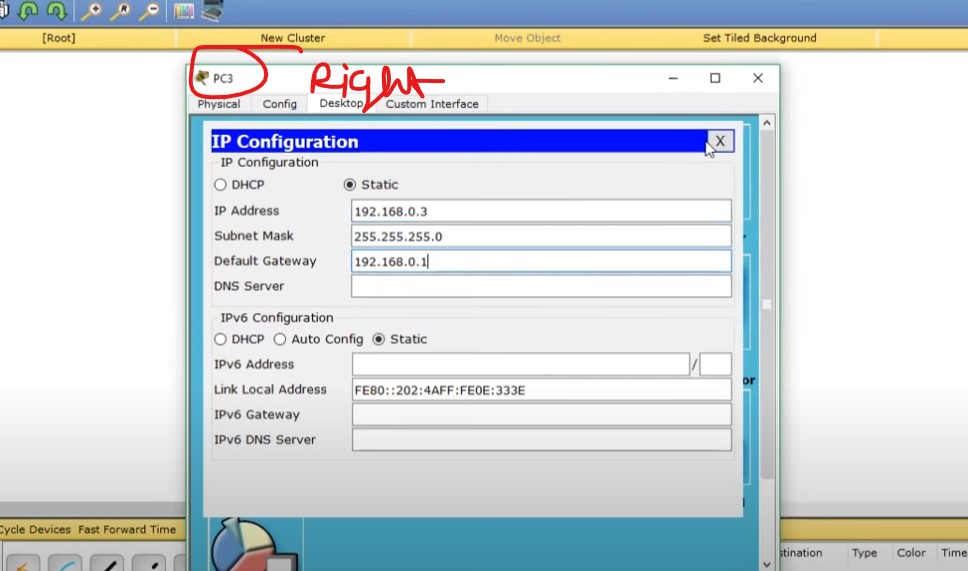 [Root] New Cluster Move Object Set Tiled Background
PC3 Right
Physical Config Desktop Custom Interface
IP Configuration X
IP Configuration
DHCP Static
IP Address 192.168.0.3
Subnet Mask 255.255.255.0
Default Gateway 192.168.0.1
DNS Server
IPv6 Configuration
DHCP Auto Config Static
IPv6 Address /
Link Local Address FE80::202:4AFF:FE0E:333E
IPv6 Gateway
IPv6 DNS Server
or
Cycle Devices Fast Forward Time
stination Type Color Time